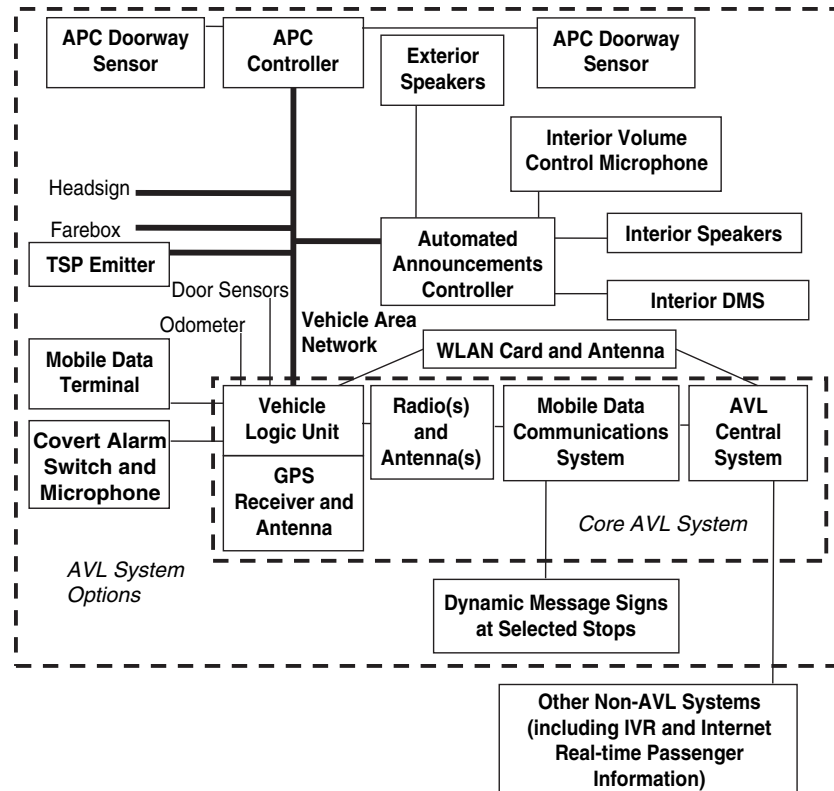 APC Doorway
Sensor
APC
Controller
APC Doorway
Sensor
Exterior
Speakers
Interior Volume
Control Microphone
Headsign
Farebox
TSP Emitter
Automated
Announcements
Controller
Interior Speakers
Interior DMS
Door Sensors
Odometer
Vehicle Area
Network
WLAN Card and Antenna
Mobile Data
Terminal
Covert Alarm
Switch and
Microphone
Vehicle
Logic Unit
GPS
Receiver and
Antenna
Radio(s)
and
Antenna(s)
Mobile Data
Communications
System
AVL
Central
System
Core AVL System
AVL System
Options
Dynamic Message Signs
at Selected Stops
Other Non-AVL Systems
(including IVR and Internet
Real-time Passenger
Information)